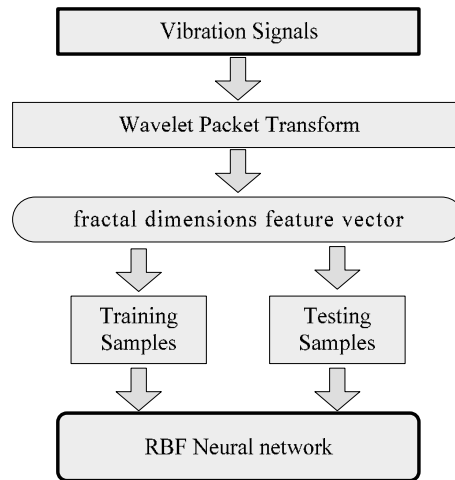 Vibration Signals
Wavelet Packet Transform
fractal dimensions feature vector
Training
Samples
Testing
Samples
RBF Neural network